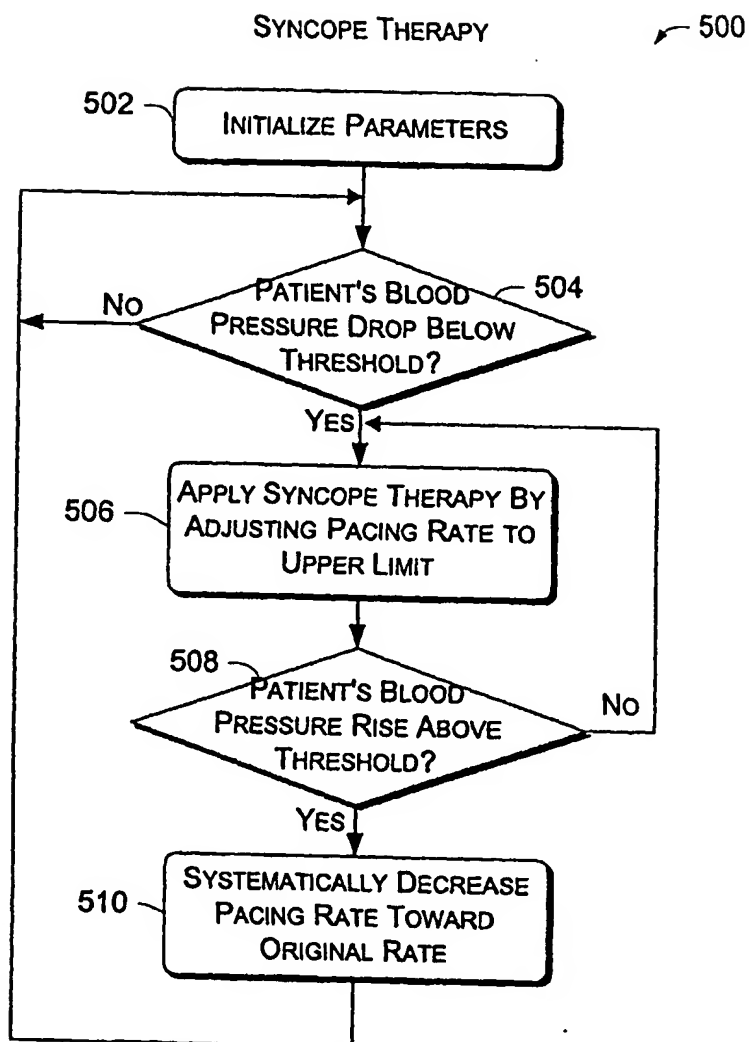 SYNCOPE THERAPY
500
502
INITIALIZE PARAMETERS
504
PATIENT'S BLOOD
PRESSURE DROP BELOW
THRESHOLD?
NO
YES
506
APPLY SYNCOPE THERAPY BY
ADJUSTING PACING RATE TO
UPPER LIMIT
508
PATIENT'S BLOOD
PRESSURE RISE ABOVE
THRESHOLD?
NO
YES
510
SYSTEMATICALLY DECREASE
PACING RATE TOWARD
ORIGINAL RATE